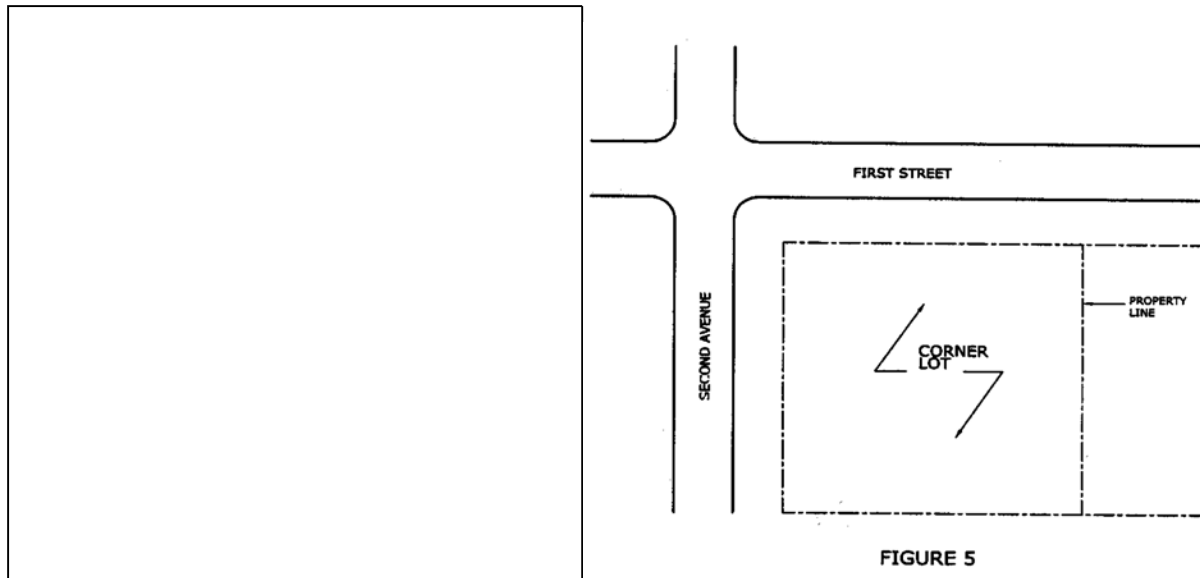 FIRST STREET
PROPERTY
LINE
CORNER
LOT
SECOND AVENUE
FIGURE 5